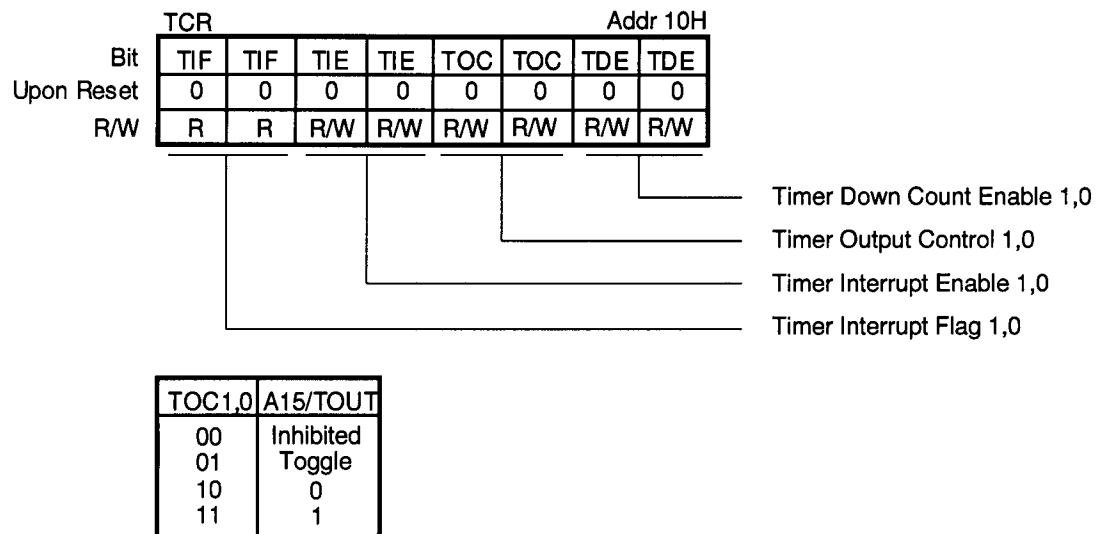 TCR Addr 10H
Bit TIF TIF TIE TIE TOC TOC TDE TDE
Upon Reset 0 0 0 0 0 0 0 0
R/W R R R/W R/W R/W R/W R/W R/W
Timer Down Count Enable 1,0
Timer Output Control 1,0
Timer Interrupt Enable 1,0
Timer Interrupt Flag 1,0
TOC1,0 A15/TOUT
00 Inhibited
01 Toggle
10 0
11 1